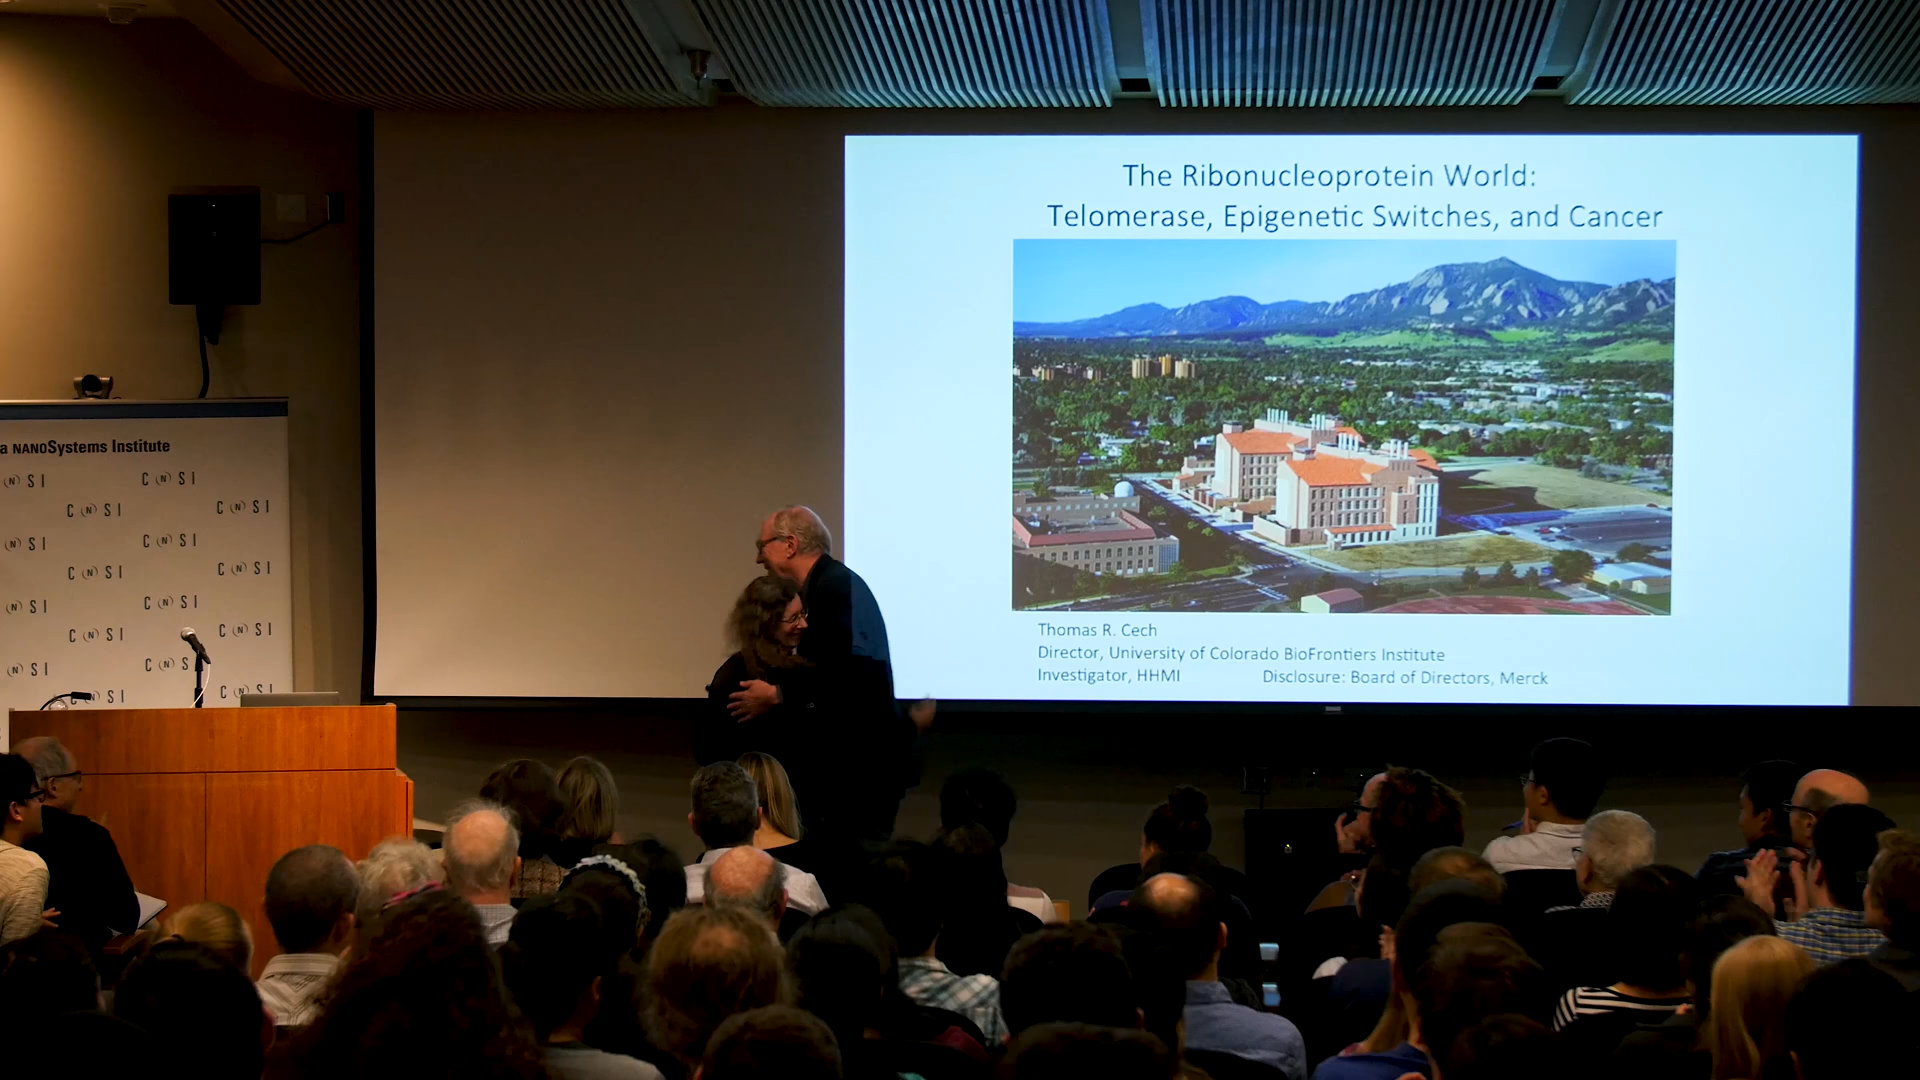 The Ribonucleoprotein World:
Telomerase, Epigenetic Switches, and Cancer
Thomas R. Cech
Director, University of Colorado BioFrontiers Institute
Investigator, HHMI Disclosure: Board of Directors, Merck
a NANOSystems Institute
(N) S I C (N) S I
C (N) S I C (N) S I
(N) S I C (N) S I
C (N) S I C (N) S I
(N) S I C (N) S I
C (N) S I C (N) S I
(N) S I C (N) S
(N) S I C (N) S I